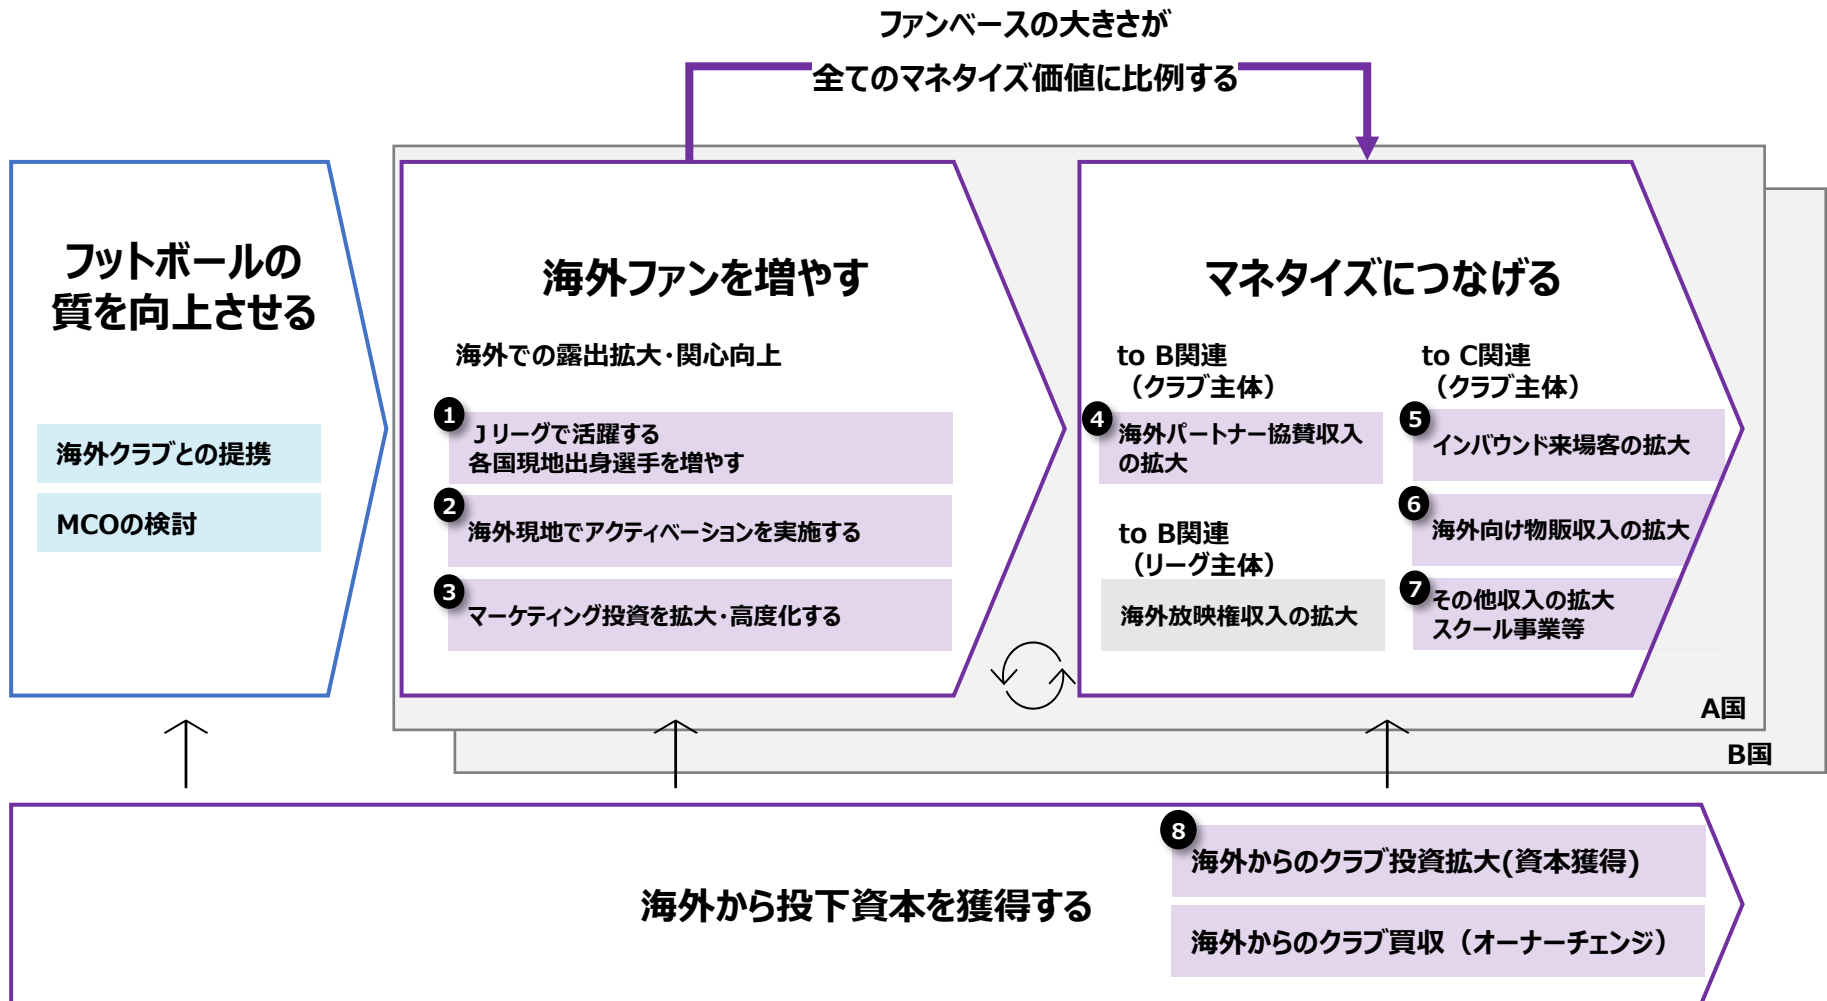 ファンベースの大きさが
全てのマネタイズ価値に比例する
フットボールの
質を向上させる
海外クラブとの提携
MCOの検討
海外ファンを増やす
海外での露出拡大・関心向上
1
Jリーグで活躍する
各国現地出身選手を増やす
2
海外現地でアクティベーションを実施する
3
マーケティング投資を拡大・高度化する
マネタイズにつなげる
to B関連
（クラブ主体）
4
海外パートナー協賛収入
の拡大
to B関連
（リーグ主体）
海外放映権収入の拡大
to C関連
（クラブ主体）
5
インバウンド来場客の拡大
6
海外向け物販収入の拡大
7
その他収入の拡大
スクール事業等
A国
B国
海外から投下資本を獲得する
8
海外からのクラブ投資拡大(資本獲得)
海外からのクラブ買収（オーナーチェンジ）